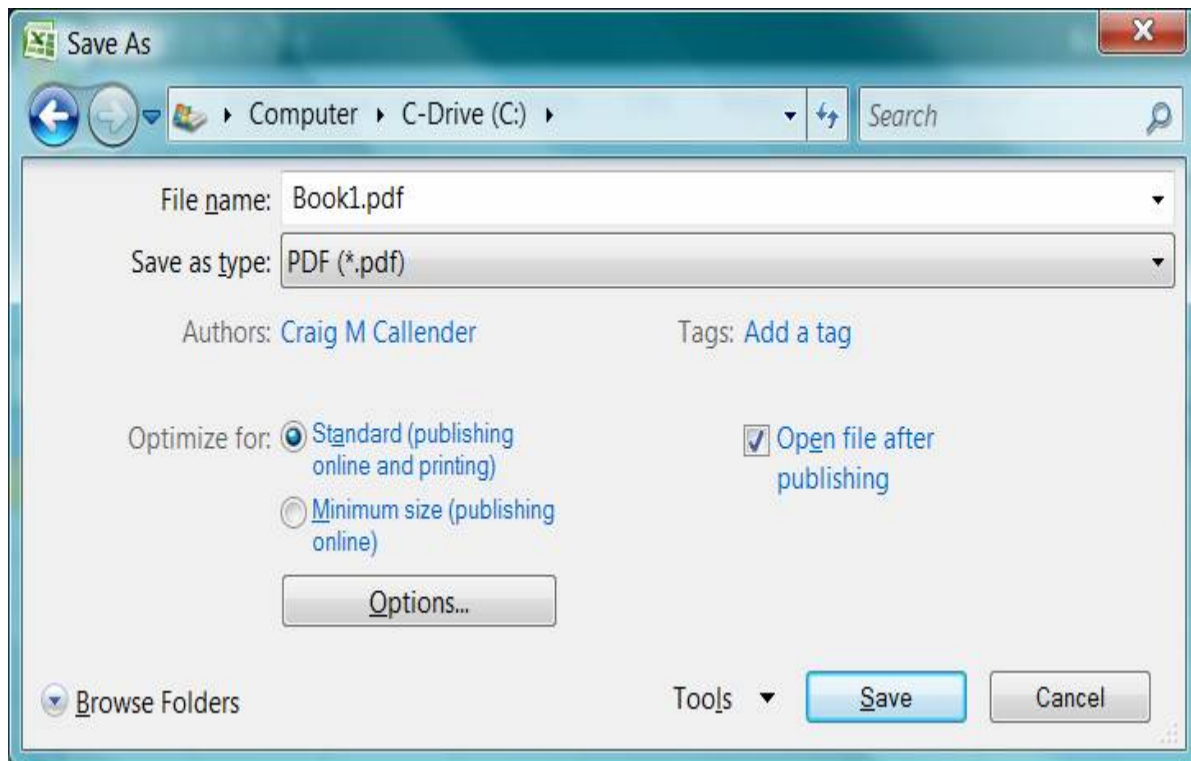 Save As
Computer C-Drive (C:) Search
File name: Book1.pdf
Save as type: PDF (*.pdf)
Authors: Craig M Callender Tags: Add a tag
Optimize for: Standard (publishing
online and printing)
Minimum size (publishing
online)
Open file after
publishing
Options...
Browse Folders Tools Save Cancel